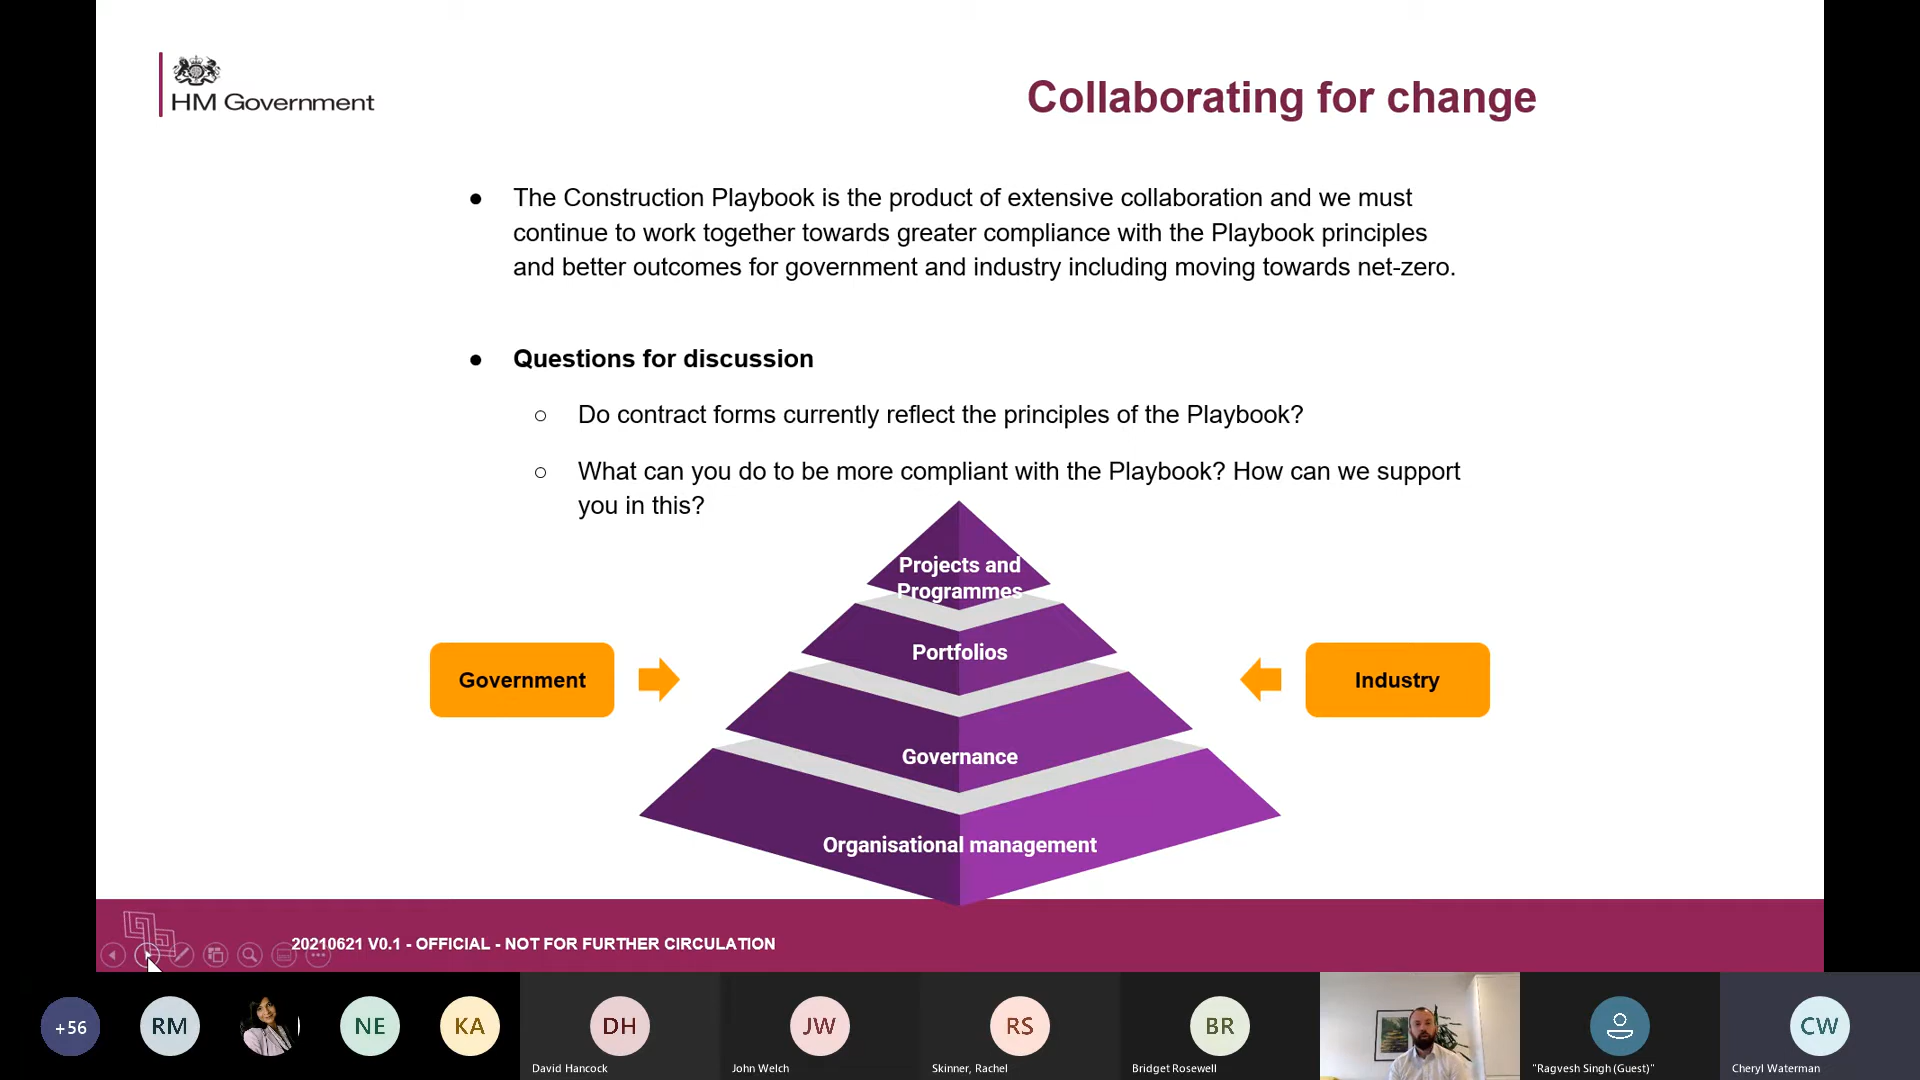 HM Government
Collaborating for change
● The Construction Playbook is the product of extensive collaboration and we must
continue to work together towards greater compliance with the Playbook principles
and better outcomes for government and industry including moving towards net-zero.
● Questions for discussion
○ Do contract forms currently reflect the principles of the Playbook?
○ What can you do to be more compliant with the Playbook? How can we support
you in this?
Projects and
Programmes
Portfolios
Government
Industry
Governance
Organisational management
20210621 V0.1 - OFFICIAL - NOT FOR FURTHER CIRCULATION
+56
RM
NE
KA
DH
JW
RS
BR
CW
David Hancock
John Welch
Skinner, Rachel
Bridget Rosewell
"Ragvesh Singh (Guest)"
Cheryl Waterman